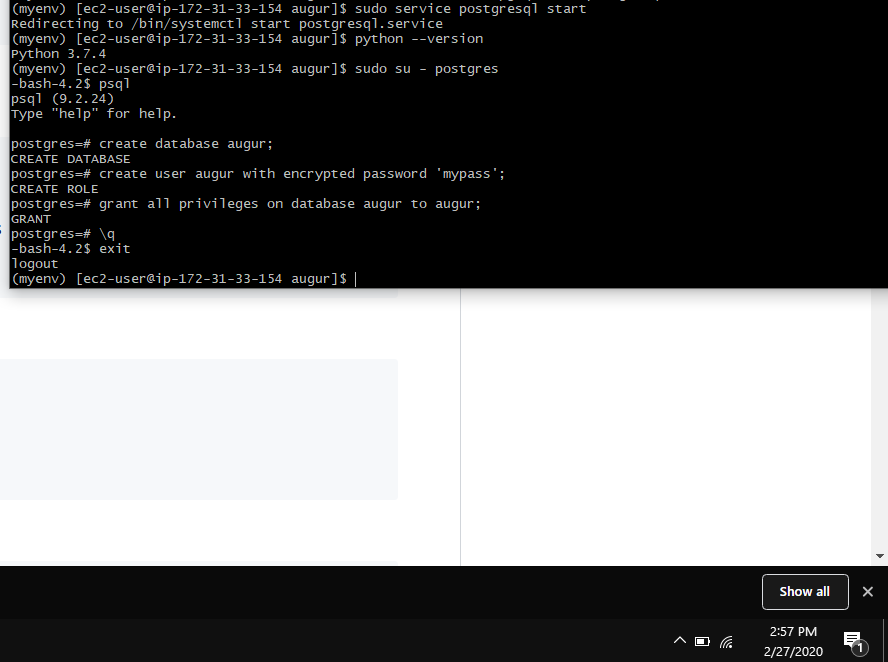 (myenv) [ec2-user@ip-172-31-33-154 augur]$ sudo service postgresql start
Redirecting to /bin/systemctl start postgresql.service
(myenv) [ec2-user@ip-172-31-33-154 augur]$ python --version
Python 3.7.4
(myenv) [ec2-user@ip-172-31-33-154 augur]$ sudo su - postgres
-bash-4.2$ psql
psql (9.2.24)
Type "help" for help.
postgres=# create database augur;
CREATE DATABASE
postgres=# create user augur with encrypted password 'mypass';
CREATE ROLE
postgres=# grant all privileges on database augur to augur;
GRANT
postgres=# \q
-bash-4.2$ exit
logout
(myenv) [ec2-user@ip-172-31-33-154 augur]$
Show all
2:57 PM
2/27/2020
1